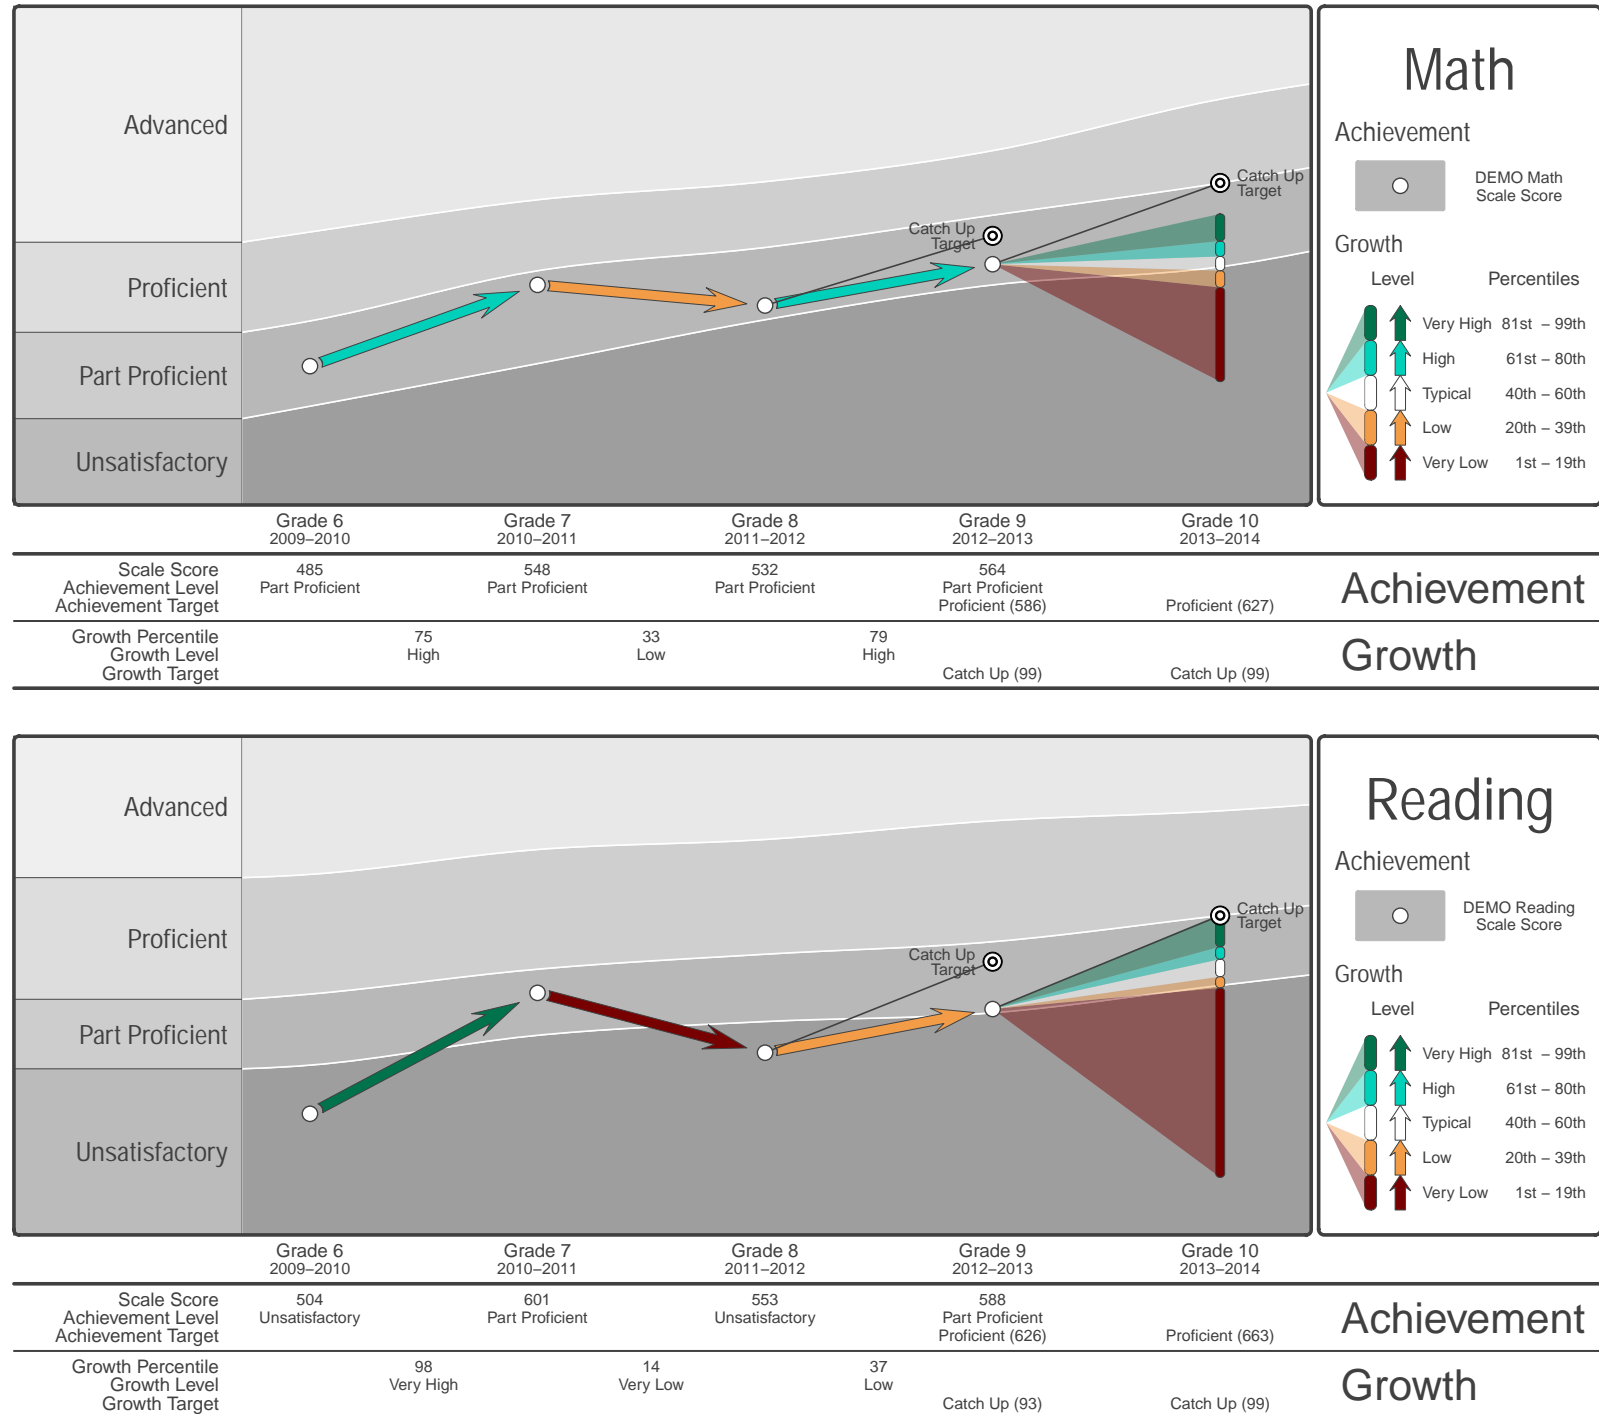 Math
Advanced
Proficient
Part Proficient
Unsatisfactory
Catch Up
Target
Catch Up
Target
Achievement
DEMO Math
Scale Score
Growth
Level Percentiles
Very High 81st – 99th
High 61st – 80th
Typical 40th – 60th
Low 20th – 39th
Very Low 1st – 19th
Grade 6 Grade 7 Grade 8 Grade 9 Grade 10
2009–2010 2010–2011 2011–2012 2012–2013 2013–2014
Scale Score 485 548 532 564
Achievement Level Part Proficient Part Proficient Part Proficient Part Proficient
Achievement Target Proficient (586) Proficient (627)
Achievement
Growth Percentile 75 33 79
Growth Level High Low High
Growth Target Catch Up (99) Catch Up (99)
Growth
Reading
Advanced
Proficient
Part Proficient
Unsatisfactory
Catch Up
Target
Catch Up
Target
Achievement
DEMO Reading
Scale Score
Growth
Level Percentiles
Very High 81st – 99th
High 61st – 80th
Typical 40th – 60th
Low 20th – 39th
Very Low 1st – 19th
Grade 6 Grade 7 Grade 8 Grade 9 Grade 10
2009–2010 2010–2011 2011–2012 2012–2013 2013–2014
Scale Score 504 601 553 588
Achievement Level Unsatisfactory Part Proficient Unsatisfactory Part Proficient
Achievement Target Proficient (626) Proficient (663)
Achievement
Growth Percentile 98 14 37
Growth Level Very High Very Low Low
Growth Target Catch Up (93) Catch Up (99)
Growth